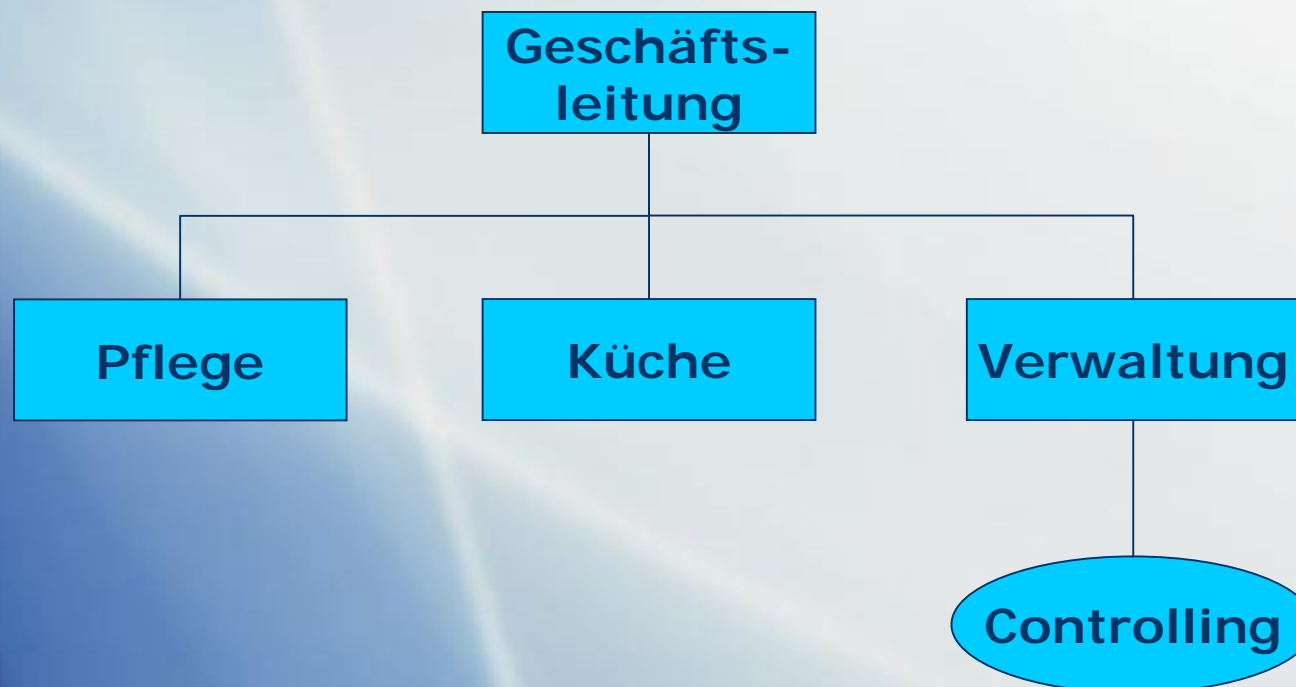 Geschäfts-
leitung
Pflege
Küche
Verwaltung
Controlling